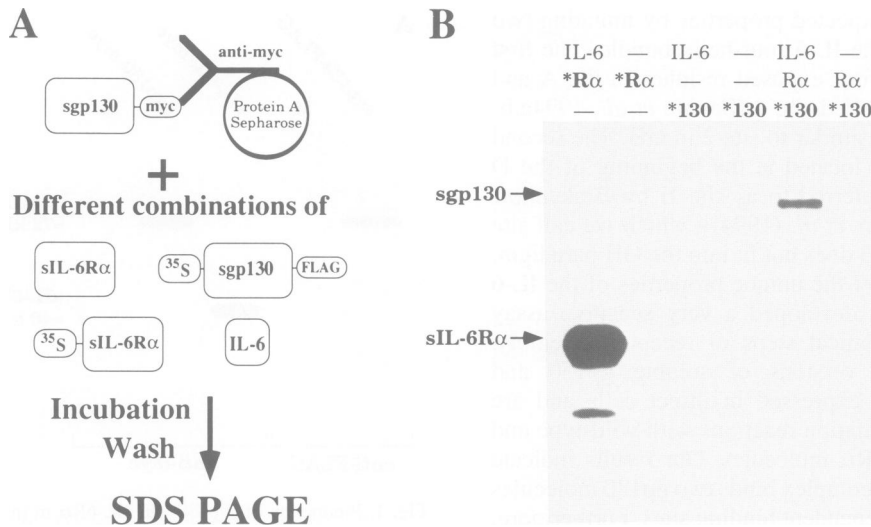 A
anti-myc
sgp130
myc
Protein A
Sepharose
+
Different combinations of
sIL-6Rα
35S
sgp130
FLAG
35S
sIL-6Rα
IL-6
Incubation
Wash
SDS PAGE
B
IL-6 — IL-6 — IL-6 —
*Rα *Rα — — Rα Rα
— — *130 *130 *130 *130
sgp130
sIL-6Rα